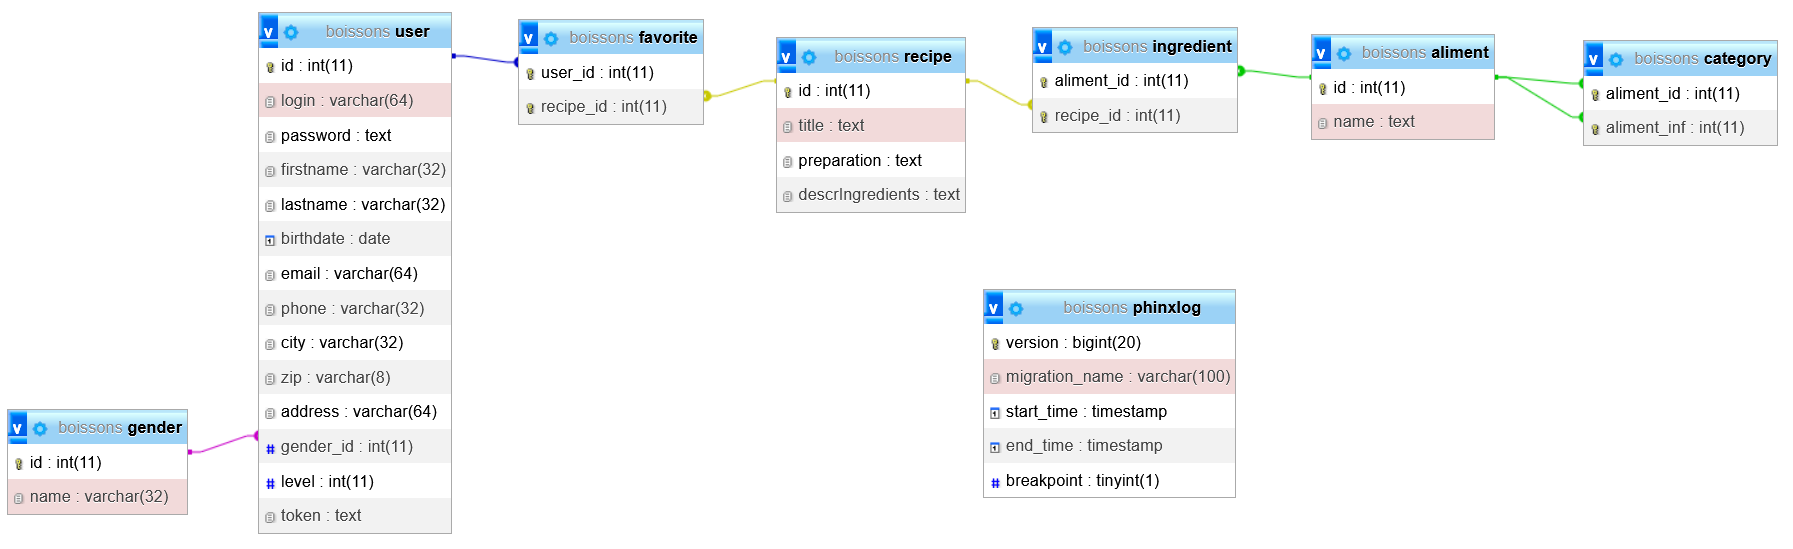 boissons user
id : int(11)
login : varchar(64)
password : text
firstname : varchar(32)
lastname : varchar(32)
birthdate : date
email : varchar(64)
phone : varchar(32)
city : varchar(32)
zip : varchar(8)
address : varchar(64)
gender_id : int(11)
level : int(11)
token : text
boissons favorite
user_id : int(11)
recipe_id : int(11)
boissons recipe
id : int(11)
title : text
preparation : text
descrIngredients : text
boissons ingredient
aliment_id : int(11)
recipe_id : int(11)
boissons aliment
id : int(11)
name : text
boissons category
aliment_id : int(11)
aliment_inf : int(11)
boissons phinxlog
version : bigint(20)
migration_name : varchar(100)
start_time : timestamp
end_time : timestamp
breakpoint : tinyint(1)
boissons gender
id : int(11)
name : varchar(32)